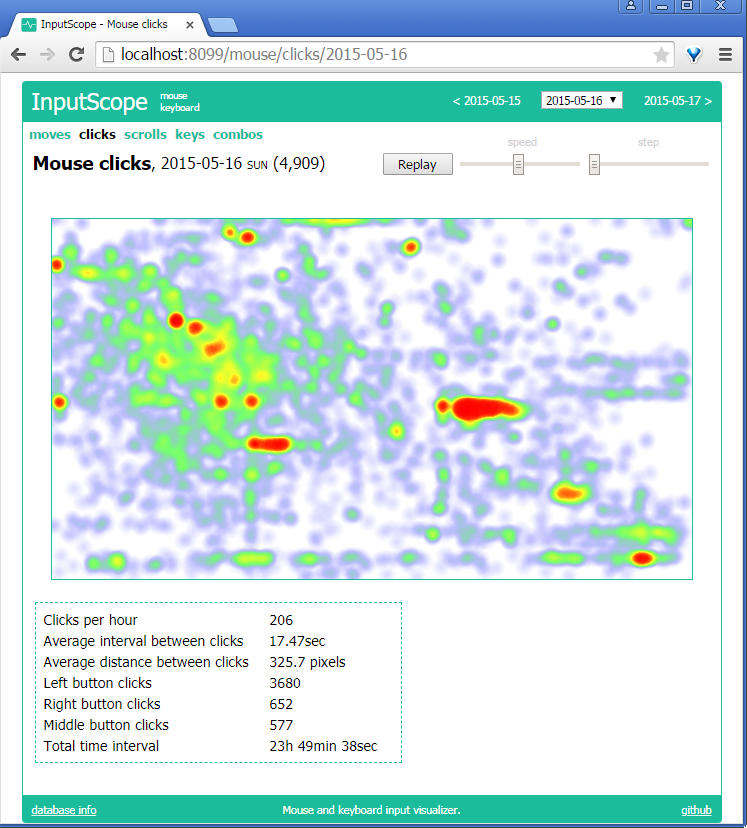 InputScope - Mouse clicks
localhost:8099/mouse/clicks/2015-05-16
InputScope mouse keyboard < 2015-05-15 2015-05-16 2015-05-17 >
moves clicks scrolls keys combos
speed step
Mouse clicks, 2015-05-16 SUN (4,909) Replay
Clicks per hour 206
Average interval between clicks 17.47sec
Average distance between clicks 325.7 pixels
Left button clicks 3680
Right button clicks 652
Middle button clicks 577
Total time interval 23h 49min 38sec
database info Mouse and keyboard input visualizer. github